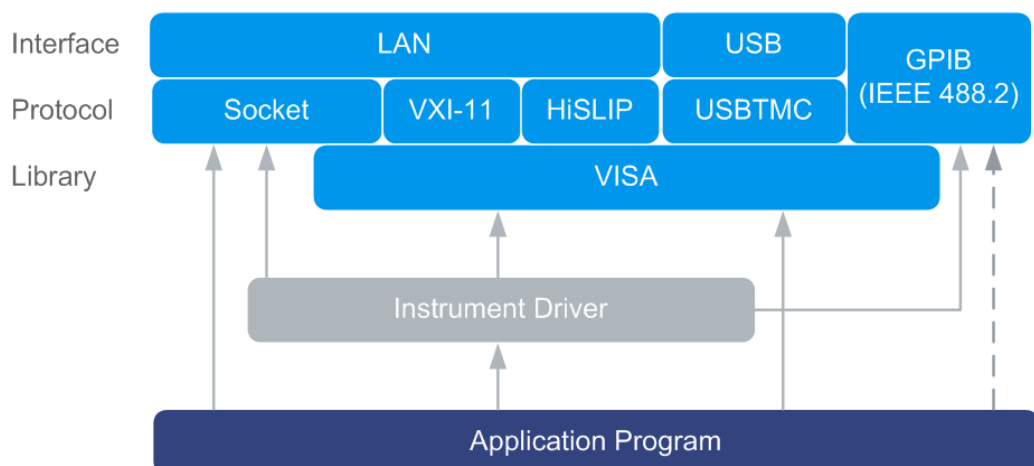 Interface
LAN
USB
GPIB
(IEEE 488.2)
Protocol
Socket
VXI-11
HiSLIP
USBTMC
Library
VISA
Instrument Driver
Application Program